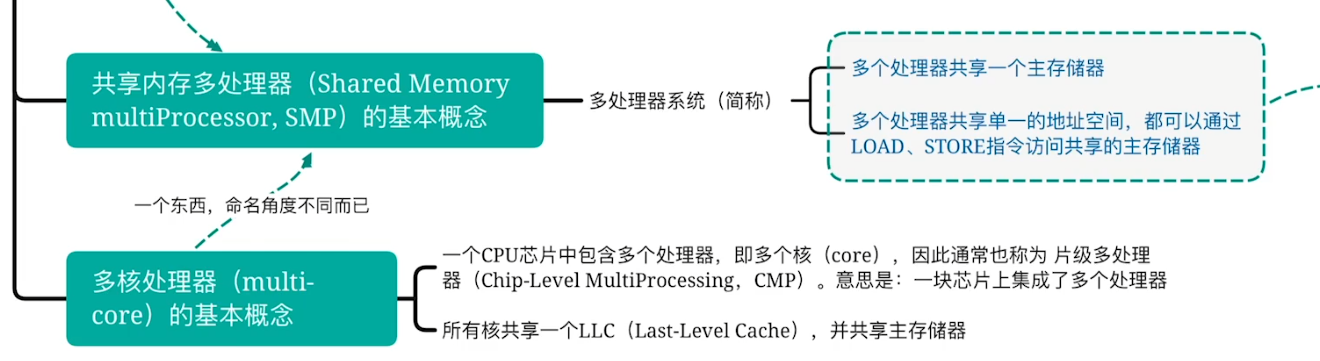 共享内存多处理器（Shared Memory
multiProcessor, SMP）的基本概念
多处理器系统（简称）
多个处理器共享一个主存储器
多个处理器共享单一的地址空间，都可以通过
LOAD、STORE指令访问共享的主存储器
一个东西，命名角度不同而已
多核处理器（multi-
core）的基本概念
一个CPU芯片中包含多个处理器，即多个核（core），因此通常也称为 片级多处理
器（Chip-Level MultiProcessing，CMP）。意思是：一块芯片上集成了多个处理器
所有核共享一个LLC（Last-Level Cache），并共享主存储器